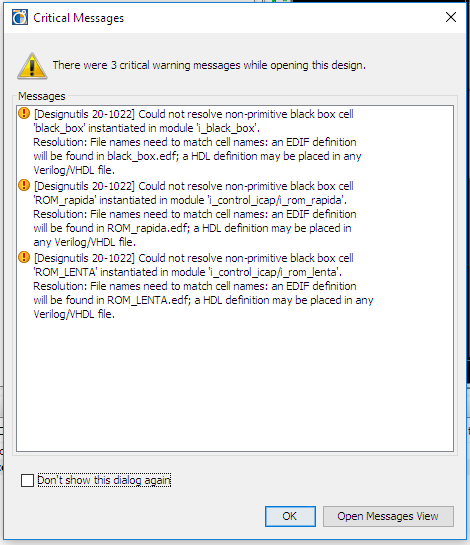 Critical Messages
There were 3 critical warning messages while opening this design.
Messages
[Designutils 20-1022] Could not resolve non-primitive black box cell
'black_box' instantiated in module 'i_black_box'.
Resolution: File names need to match cell names: an EDIF definition
will be found in black_box.edf; a HDL definition may be placed in any
Verilog/VHDL file.
[Designutils 20-1022] Could not resolve non-primitive black box cell
'ROM_rapida' instantiated in module 'i_control_icap/i_rom_rapida'.
Resolution: File names need to match cell names: an EDIF definition
will be found in ROM_rapida.edf; a HDL definition may be placed in
any Verilog/VHDL file.
[Designutils 20-1022] Could not resolve non-primitive black box cell
'ROM_LENTA' instantiated in module 'i_control_icap/i_rom_lenta'.
Resolution: File names need to match cell names: an EDIF definition
will be found in ROM_LENTA.edf; a HDL definition may be placed in any
Verilog/VHDL file.
Don't show this dialog again
OK
Open Messages View